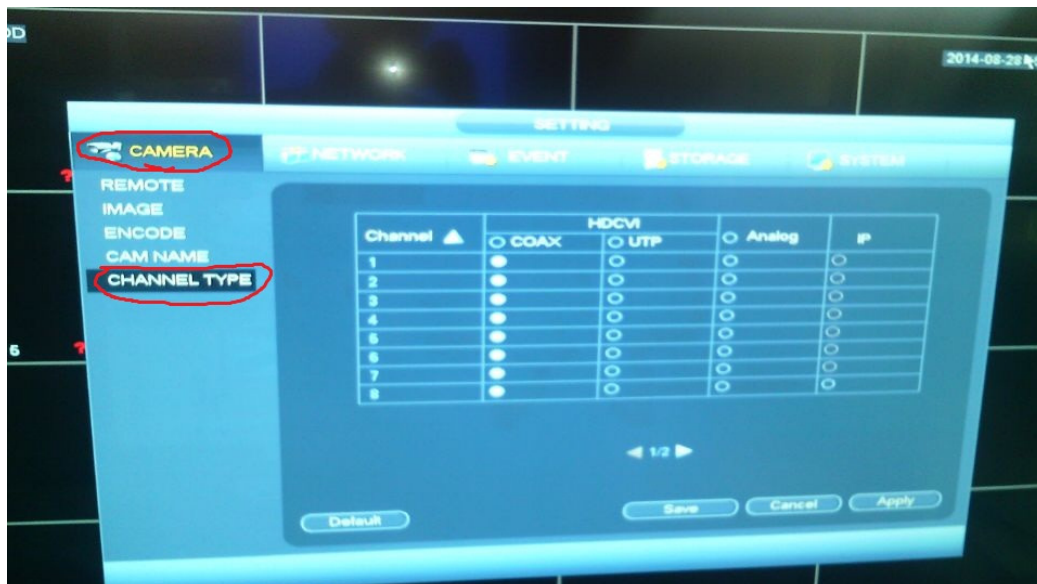 2014-08-28
SETTING
CAMERA NETWORK EVENT STORAGE SYSTEM
REMOTE
IMAGE
ENCODE
CAM NAME
CHANNEL TYPE
HDCVI
Channel COAX UTP Analog IP
1
2
3
4
5
6
7
8
6
1/2
Default Save Cancel Apply